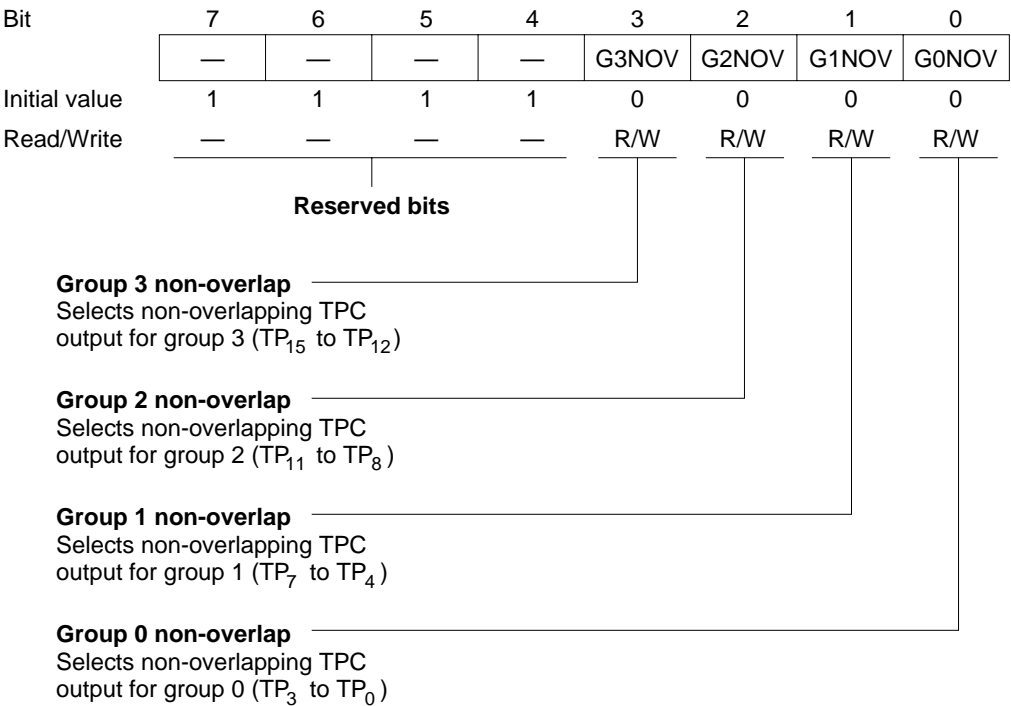 Bit 7 6 5 4 3 2 1 0
— — — — G3NOV G2NOV G1NOV G0NOV
Initial value 1 1 1 1 0 0 0 0
Read/Write — — — — R/W R/W R/W R/W
Reserved bits
Group 3 non-overlap
Selects non-overlapping TPC
output for group 3 (TP15 to TP12)
Group 2 non-overlap
Selects non-overlapping TPC
output for group 2 (TP11 to TP8)
Group 1 non-overlap
Selects non-overlapping TPC
output for group 1 (TP7 to TP4)
Group 0 non-overlap
Selects non-overlapping TPC
output for group 0 (TP3 to TP0)